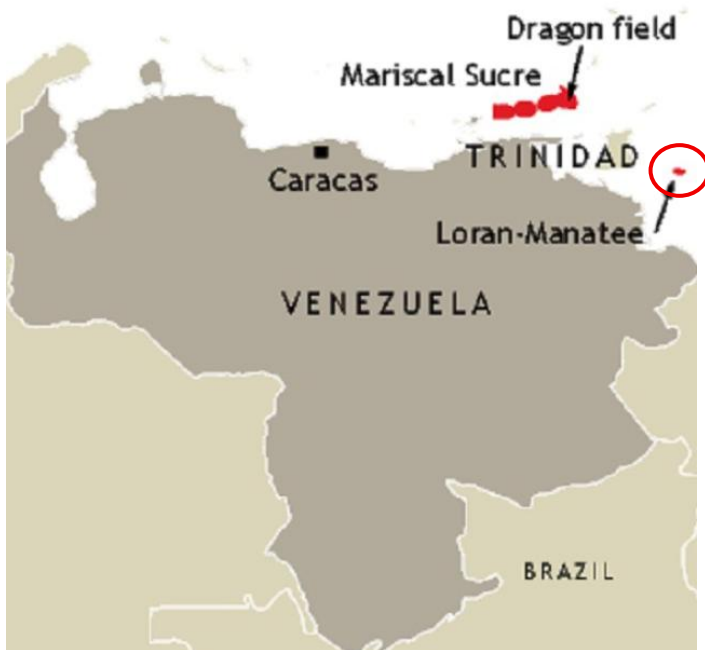 Dragon field
Mariscal Sucre
TRINIDAD
Caracas
Loran-Manatee
VENEZUELA
BRAZIL